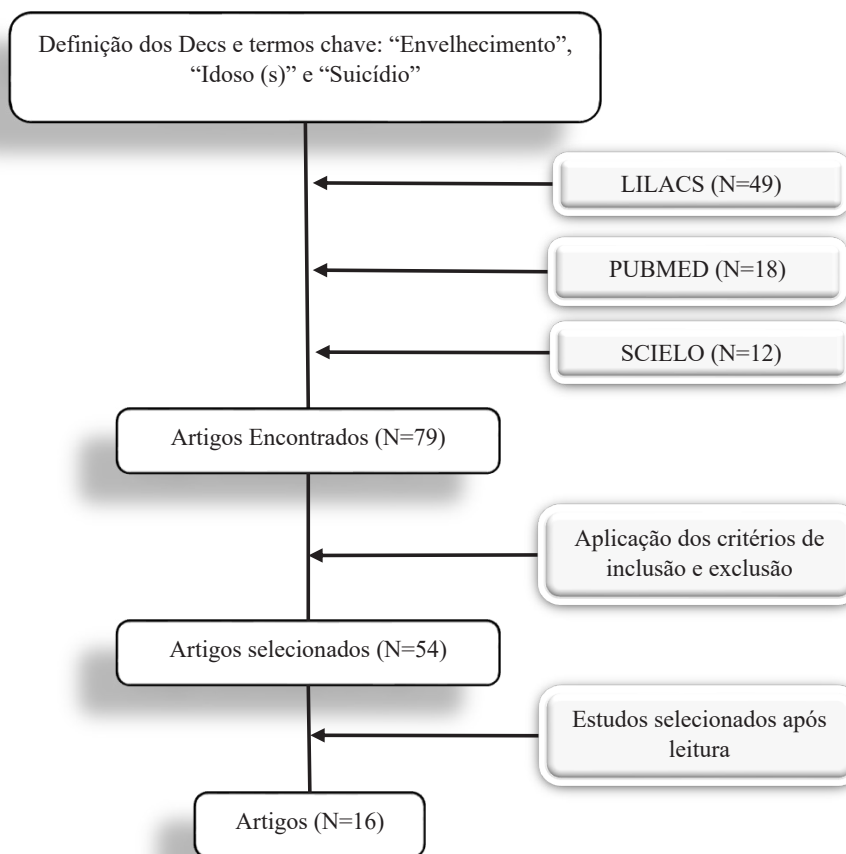 Definição dos Decs e termos chave: “Envelhecimento”,
“Idoso (s)” e “Suicídio”
LILACS (N=49)
PUBMED (N=18)
SCIELO (N=12)
Artigos Encontrados (N=79)
Aplicação dos critérios de
inclusão e exclusão
Artigos selecionados (N=54)
Estudos selecionados após
leitura
Artigos (N=16)